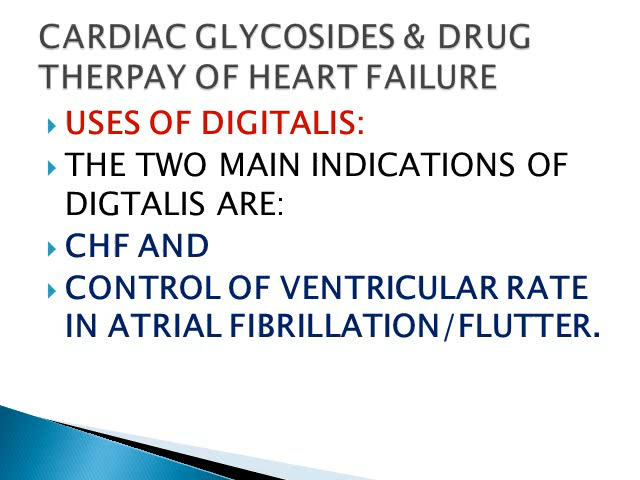 CARDIAC GLYCOSIDES & DRUG
THERPAY OF HEART FAILURE
USES OF DIGITALIS:
THE TWO MAIN INDICATIONS OF
DIGTALIS ARE:
CHF AND
CONTROL OF VENTRICULAR RATE
IN ATRIAL FIBRILLATION/FLUTTER.